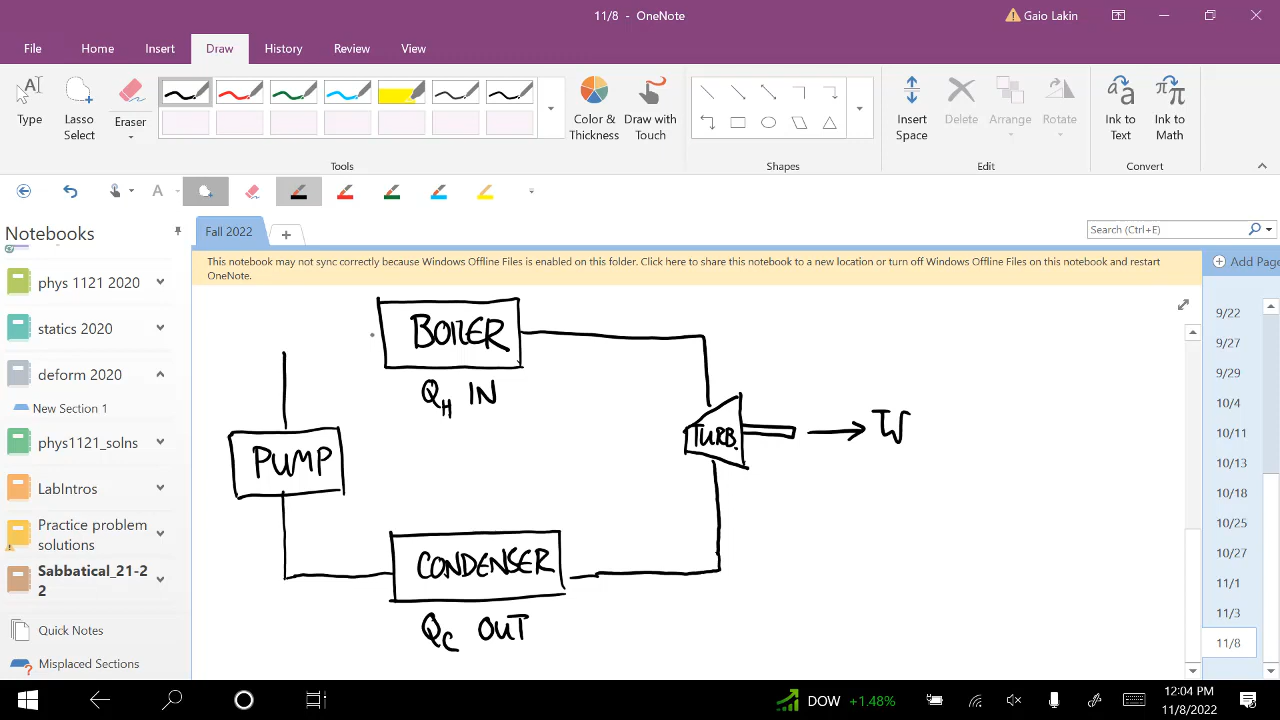 11/8 - OneNote
Gaio Lakin
File Home Insert Draw History Review View
Type
Lasso Select
Eraser
Color & Thickness
Draw with Touch
Insert Space
Delete
Arrange
Rotate
Ink to Text
Ink to Math
Tools
Shapes
Edit
Convert
A
Notebooks
Fall 2022
Search (Ctrl+E)
This notebook may not sync correctly because Windows Offline Files is enabled on this folder. Click here to share this notebook to a new location or turn off Windows Offline Files on this notebook and restart
OneNote.
Add Page
phys 1121 2020
statics 2020
deform 2020
New Section 1
phys1121_solns
LabIntros
Practice problem
solutions
Sabbatical_21-2
2
Quick Notes
Misplaced Sections
BOILER
QH IN
TURB.
W
PUMP
CONDENSER
QC OUT
9/22
9/27
9/29
10/4
10/11
10/13
10/18
10/25
10/27
11/1
11/3
11/8
DOW +1.48%
12:04 PM
11/8/2022